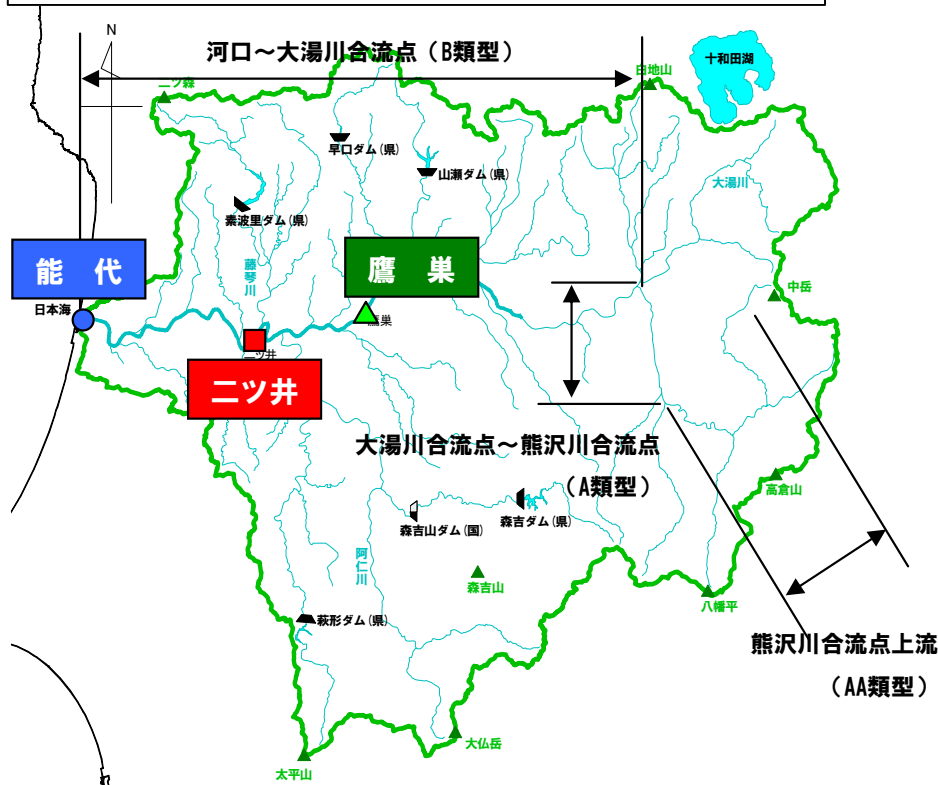 N
河口～大湯川合流点（B類型）
十和田湖
白地山
二ツ森
早口ダム(県)
山瀬ダム(県)
大湯川
素波里ダム(県)
藤琴川
能 代
鷹 巣
中岳
日本海
鷹巣
二ツ井
二ツ井
大湯川合流点～熊沢川合流点
（A類型）
高倉山
森吉山ダム(国)
森吉ダム(県)
阿仁川
森吉山
八幡平
萩形ダム(県)
熊沢川合流点上流
（AA類型）
大仏岳
太平山